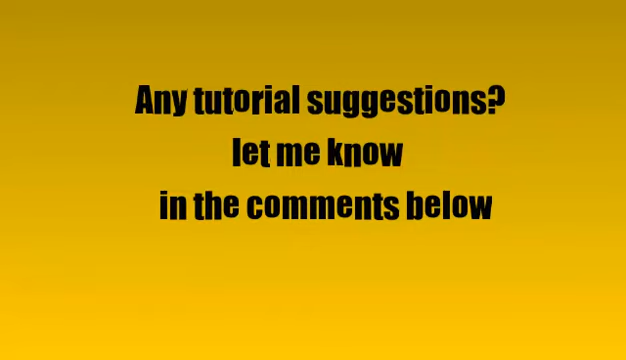 Any tutorial suggestions?
let me know
in the comments below